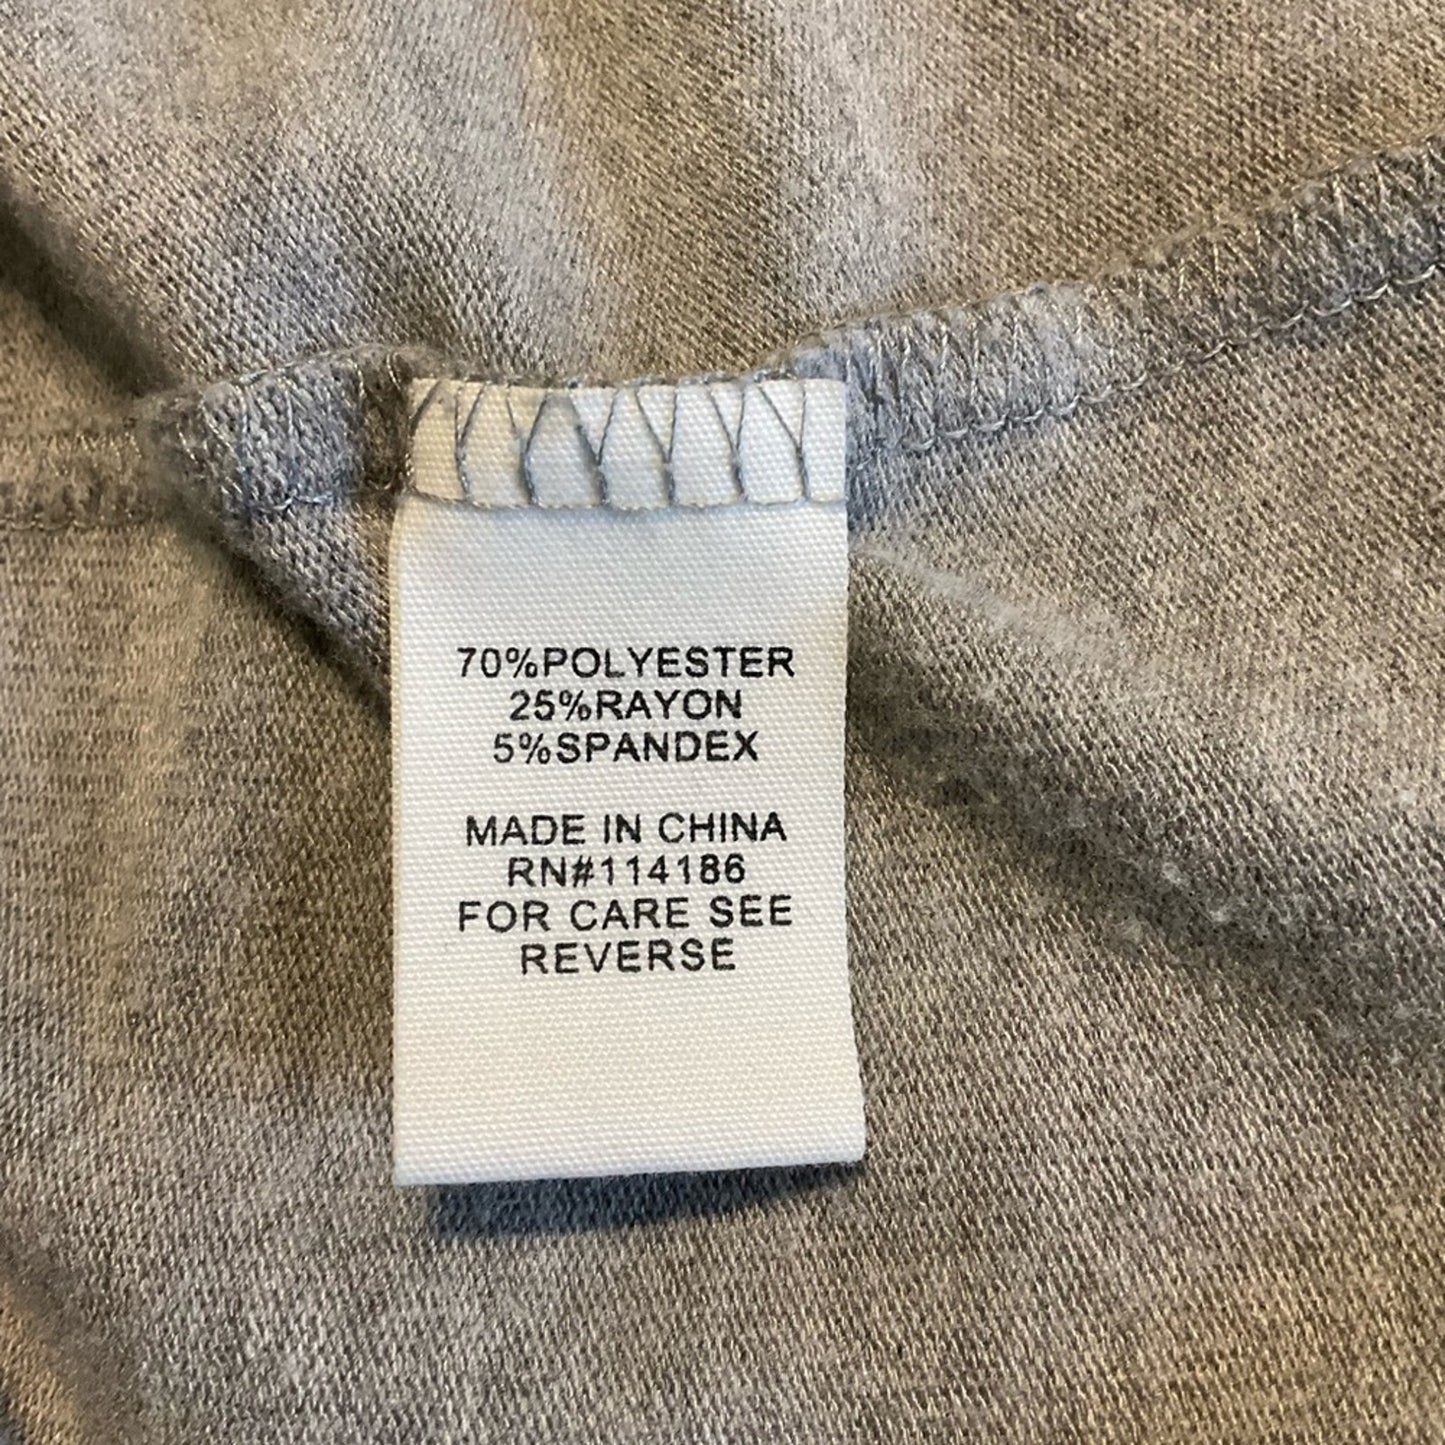 70%POLYESTER
25%RAYON
5%SPANDEX
MADE IN CHINA
RN#114186
FOR CARE SEE
REVERSE